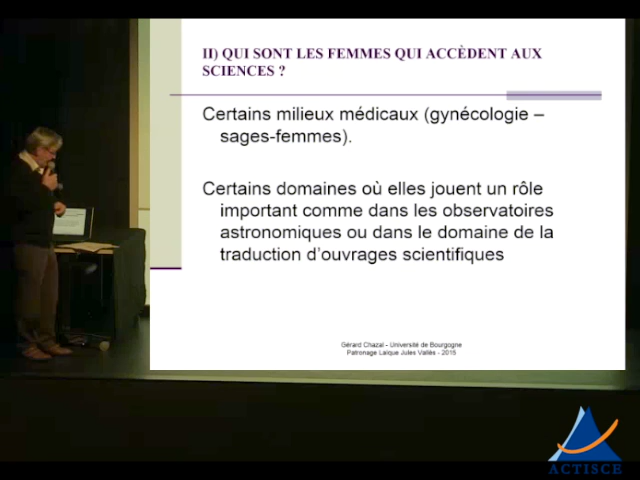 II) QUI SONT LES FEMMES QUI ACCÈDENT AUX
SCIENCES ?
Certains milieux médicaux (gynécologie –
sages-femmes).
Certains domaines où elles jouent un rôle
important comme dans les observatoires
astronomiques ou dans le domaine de la
traduction d'ouvrages scientifiques
Gérard Chazal - Université de Bourgogne
Patronage Laïque Jules Vallès - 2015
ACTISCE